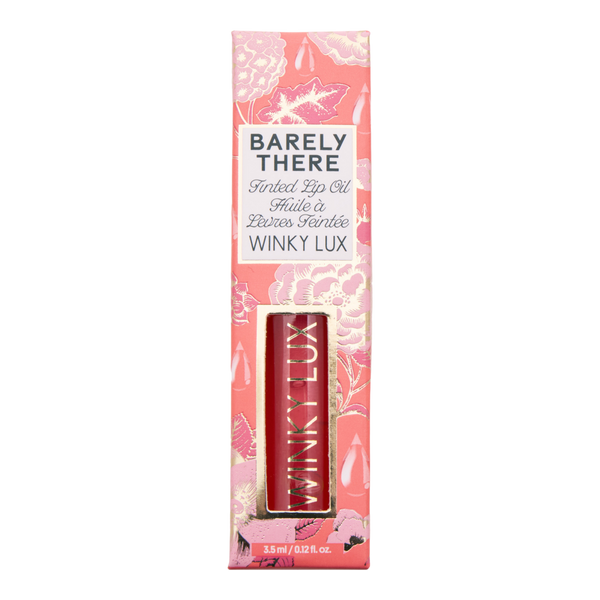 BARELY
THERE
Tinted Lip Oil
Huile à
Lèvres Teintée
WINKY LUX
WINKY LUX
3.5 ml / 0.12 fl. oz.